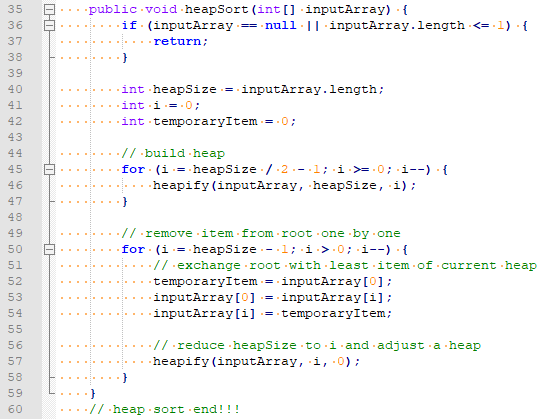 35 public void heapSort(int[] inputArray) {
36 if (inputArray == null || inputArray.length <= 1) {
37 return;
38 }
39
40 int heapSize = inputArray.length;
41 int i = 0;
42 int temporaryItem = 0;
43
44 // build heap
45 for (i = heapSize / 2 - 1; i >= 0; i--) {
46 heapify(inputArray, heapSize, i);
47 }
48
49 // remove item from root one by one
50 for (i = heapSize - 1; i > 0; i--) {
51 // exchange root with least item of current heap
52 temporaryItem = inputArray[0];
53 inputArray[0] = inputArray[i];
54 inputArray[i] = temporaryItem;
55
56 // reduce heapSize to i and adjust a heap
57 heapify(inputArray, i, 0);
58 }
59 }
60 // heap sort end!!!